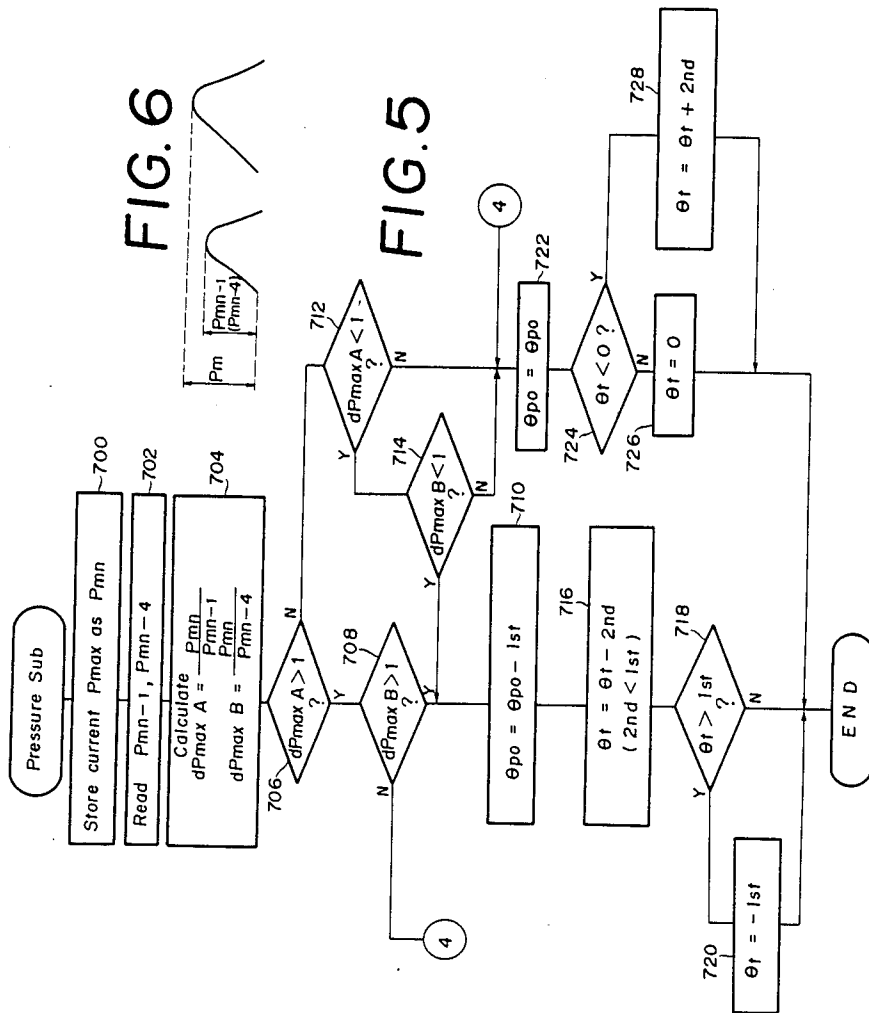 FIG. 6
Pm
Pmn-1
(Pmn-4)
FIG. 5
Pressure Sub
700
Store current Pmax as Pmn
702
Read Pmn-1, Pmn-4
704
Calculate
dPmax A = Pmn / Pmn-1
dPmax B = Pmn / Pmn-4
706
dPmax A > 1
?
N
Y
708
dPmax B > 1
?
N
Y
4
712
dPmax A < 1 -
?
Y
N
714
dPmax B < 1
?
Y
N
4
710
θpo = θpo - 1st
716
θt = θt - 2nd
( 2nd < 1st )
718
θt > 1st
?
Y
N
720
θt = - 1st
722
θpo = θpo
724
θt < 0 ?
Y
N
726
θt = 0
728
θt = θt + 2nd
END